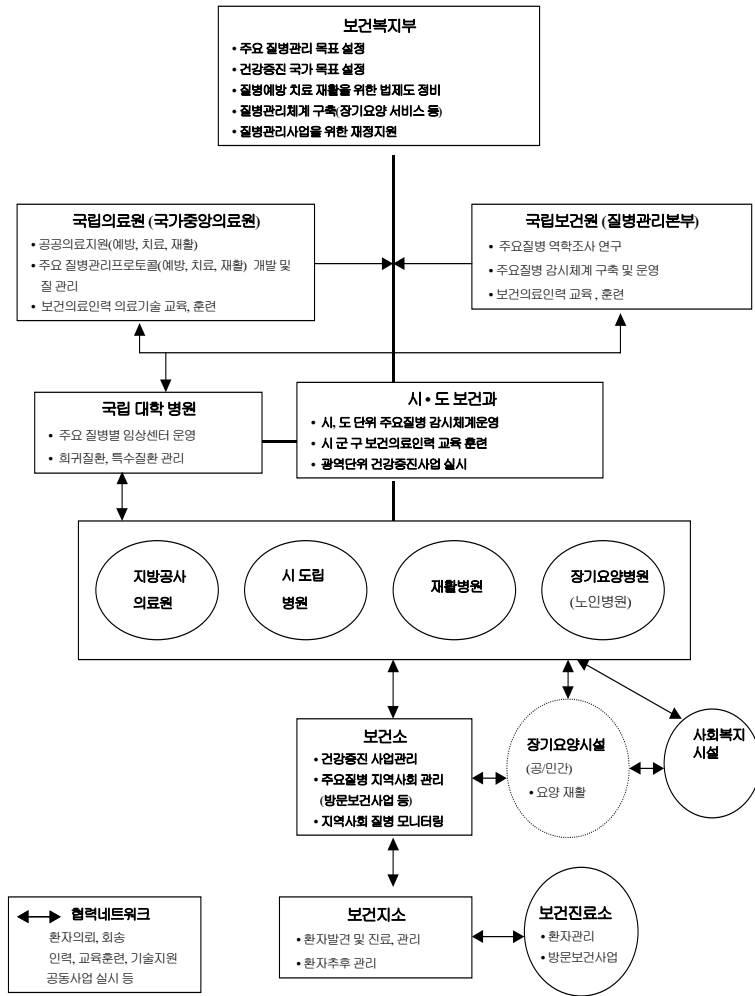 보건복지부
• 주요 질병관리 목표 설정
• 건강증진 국가 목표 설정
• 질병예방 치료 재활을 위한 법제도 정비
• 질병관리체계 구축(장기요양 서비스 등)
• 질병관리사업을 위한 재정지원
국립의료원 (국가중앙의료원)
• 공공의료지원(예방, 치료, 재활)
• 주요 질병관리프로토콜(예방, 치료, 재활) 개발 및
질 관리
• 보건의료인력 의료기술 교육, 훈련
국립보건원 (질병관리본부)
• 주요질병 역학조사 연구
• 주요질병 감시체계 구축 및 운영
• 보건의료인력 교육 , 훈련
국립 대학 병원
• 주요 질병별 임상센터 운영
• 희귀질환, 특수질환 관리
시 • 도 보건과
• 시, 도 단위 주요질병 감시체계운영
• 시 군 구 보건의료인력 교육 훈련
• 광역단위 건강증진사업 실시
지방공사
의료원
시 도립
병원
재활병원
장기요양병원
(노인병원)
보건소
• 건강증진 사업관리
• 주요질병 지역사회 관리
(방문보건사업 등)
• 지역사회 질병 모니터링
장기요양시설
(공/민간)
• 요양 재활
사회복지
시설
보건지소
• 환자발견 및 진료, 관리
• 환자추후 관리
보건진료소
• 환자관리
• 방문보건사업
협력네트워크
환자의뢰, 회송
인력, 교육훈련, 기술지원
공동사업 실시 등